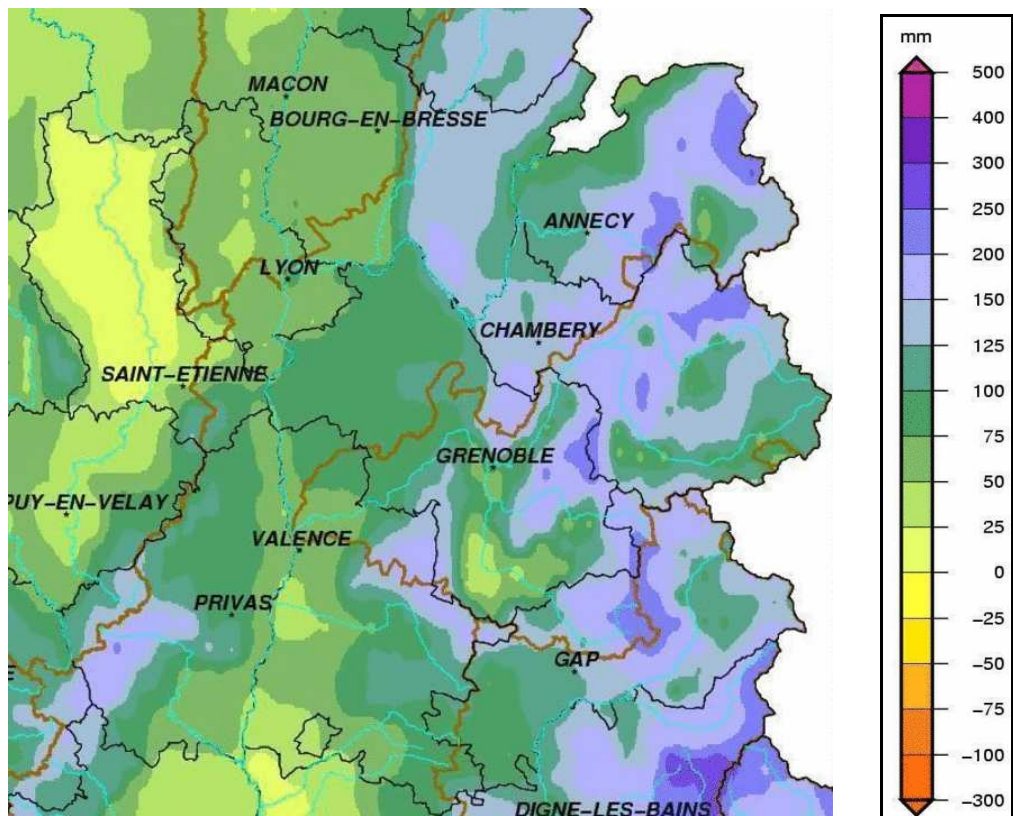 mm
MACON
BOURG-EN-BRESSE
ANNECY
LYON
CHAMBERY
SAINT-ETIENNE
GRENOBLE
PUY-EN-VELAY
VALENCE
PRIVAS
E
GAP
DIGNE-LES-BAINS
500
400
300
250
200
150
125
100
75
50
25
0
-25
-50
-75
-100
-300